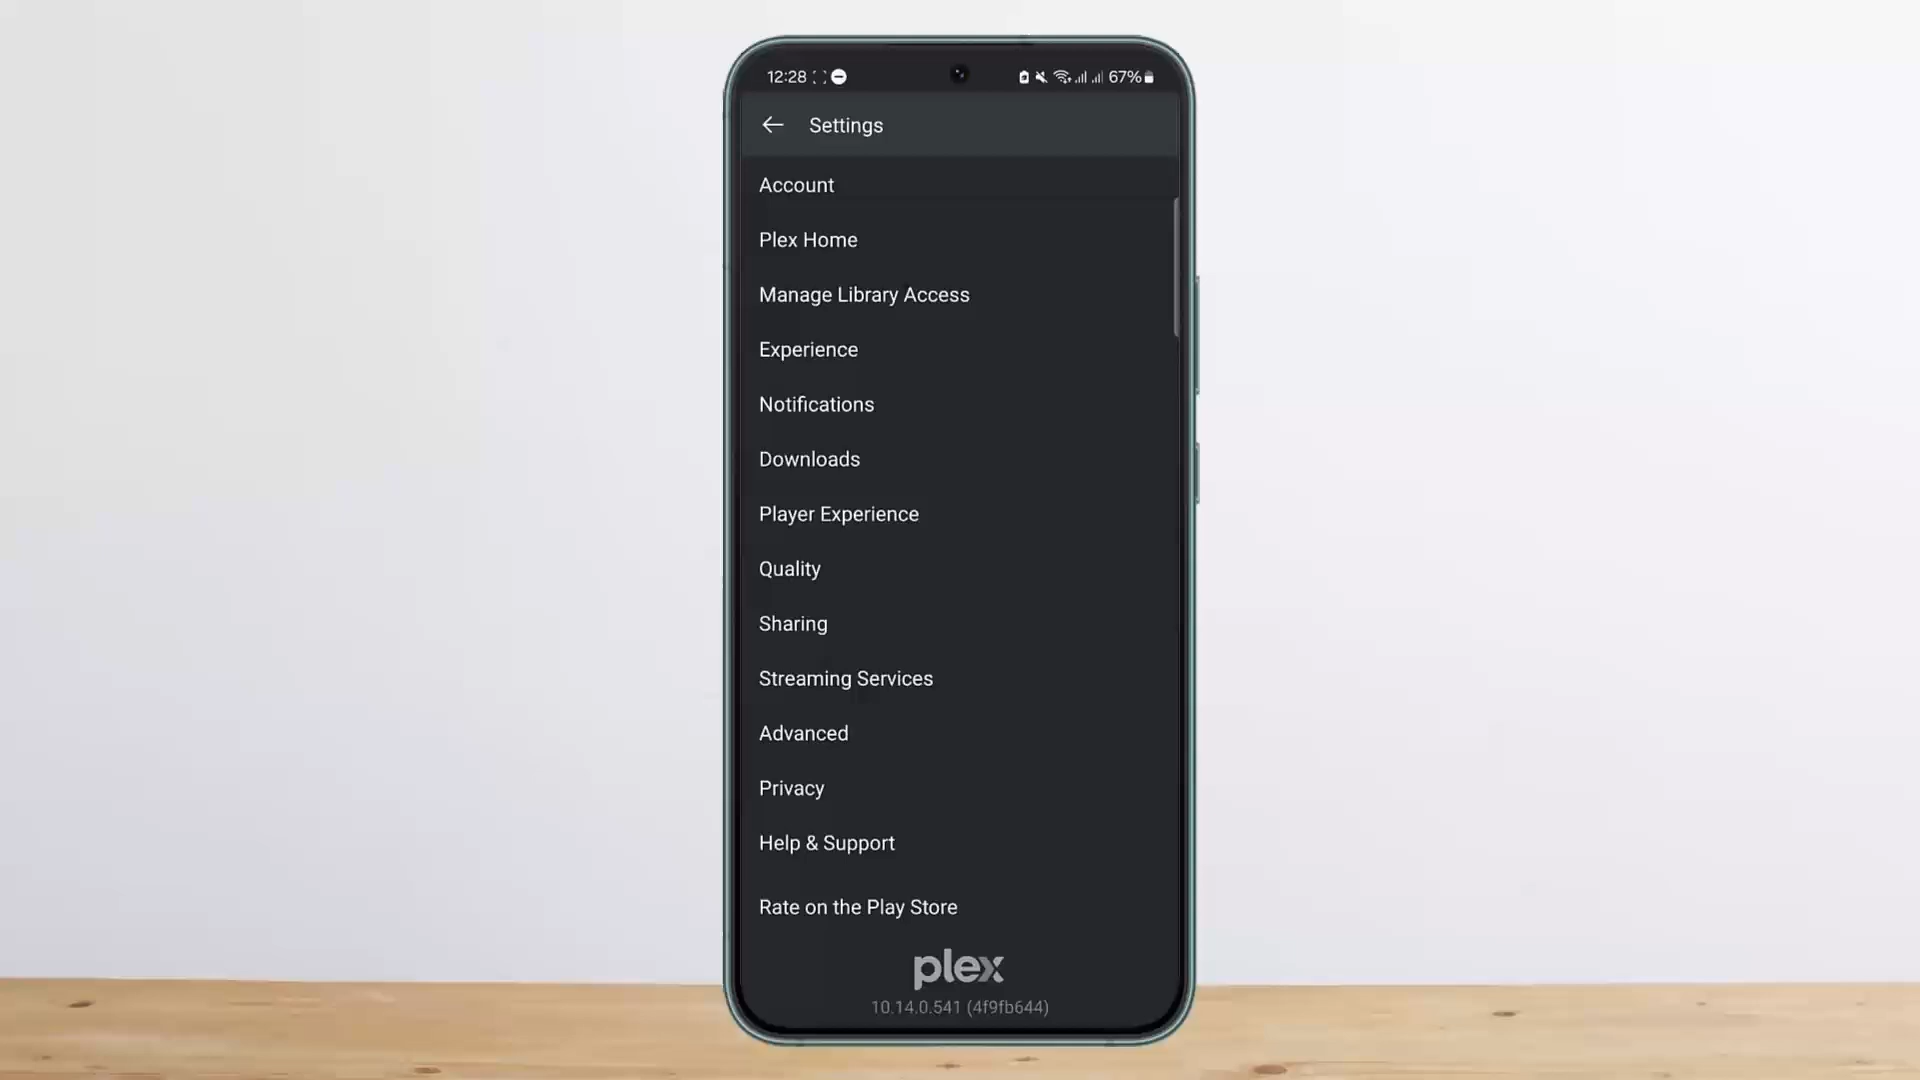 12:28 67%
Settings
Account
Plex Home
Manage Library Access
Experience
Notifications
Downloads
Player Experience
Quality
Sharing
Streaming Services
Advanced
Privacy
Help & Support
Rate on the Play Store
plex
10.14.0.541 (4f9fb644)